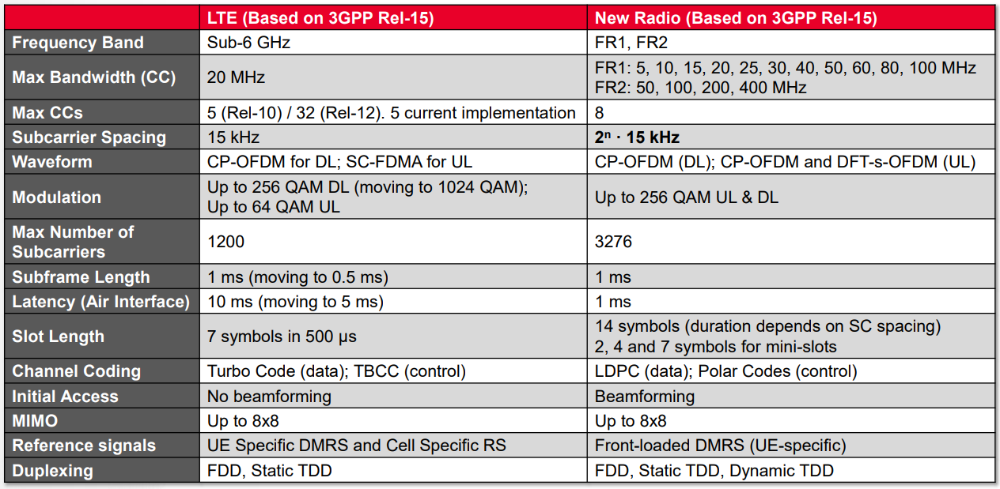 LTE (Based on 3GPP Rel-15) New Radio (Based on 3GPP Rel-15)
Frequency Band Sub-6 GHz FR1, FR2
Max Bandwidth (CC) 20 MHz FR1: 5, 10, 15, 20, 25, 30, 40, 50, 60, 80, 100 MHz
FR2: 50, 100, 200, 400 MHz
Max CCs 5 (Rel-10) / 32 (Rel-12). 5 current implementation 8
Subcarrier Spacing 15 kHz 2ⁿ · 15 kHz
Waveform CP-OFDM for DL; SC-FDMA for UL CP-OFDM (DL); CP-OFDM and DFT-s-OFDM (UL)
Modulation Up to 256 QAM DL (moving to 1024 QAM);
Up to 64 QAM UL Up to 256 QAM UL & DL
Max Number of
Subcarriers 1200 3276
Subframe Length 1 ms (moving to 0.5 ms) 1 ms
Latency (Air Interface) 10 ms (moving to 5 ms) 1 ms
Slot Length 7 symbols in 500 µs 14 symbols (duration depends on SC spacing)
2, 4 and 7 symbols for mini-slots
Channel Coding Turbo Code (data); TBCC (control) LDPC (data); Polar Codes (control)
Initial Access No beamforming Beamforming
MIMO Up to 8x8 Up to 8x8
Reference signals UE Specific DMRS and Cell Specific RS Front-loaded DMRS (UE-specific)
Duplexing FDD, Static TDD FDD, Static TDD, Dynamic TDD